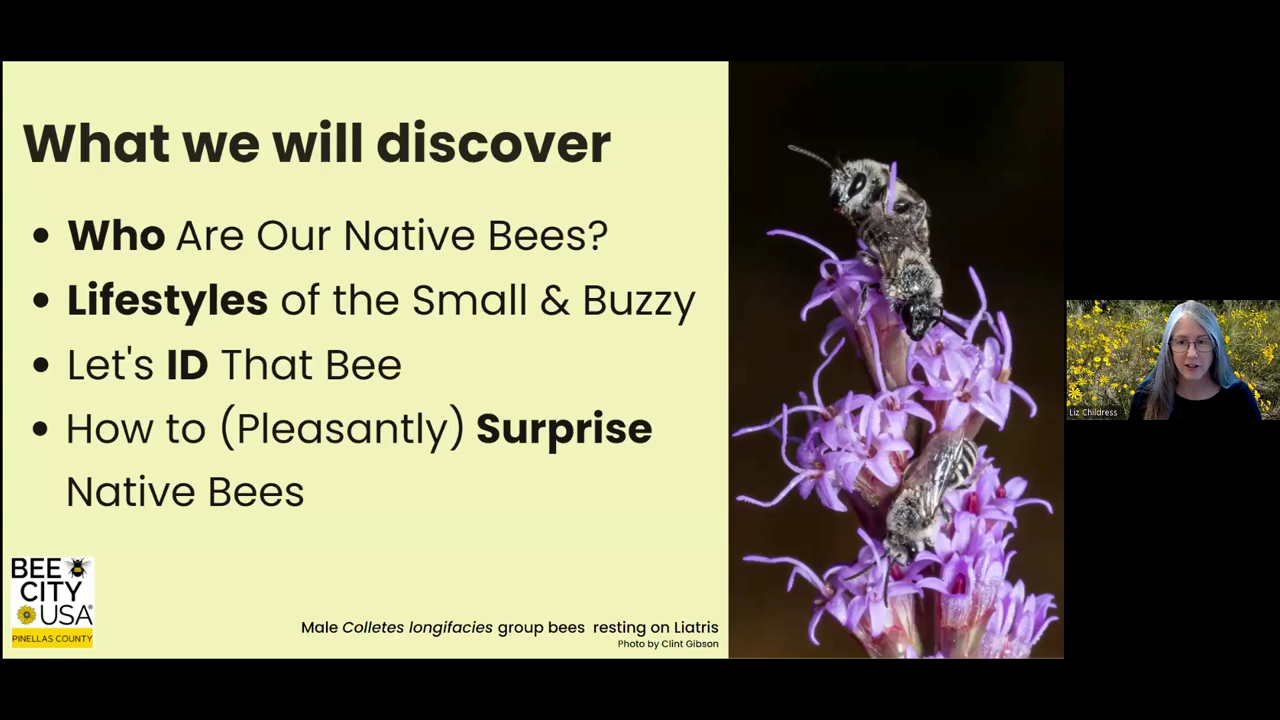 What we will discover
• Who Are Our Native Bees?
• Lifestyles of the Small & Buzzy
• Let's ID That Bee
• How to (Pleasantly) Surprise
Native Bees
BEE
CITY
USA®
PINELLAS COUNTY
Male Colletes longifacies group bees resting on Liatris
Photo by Clint Gibson
Liz Childress